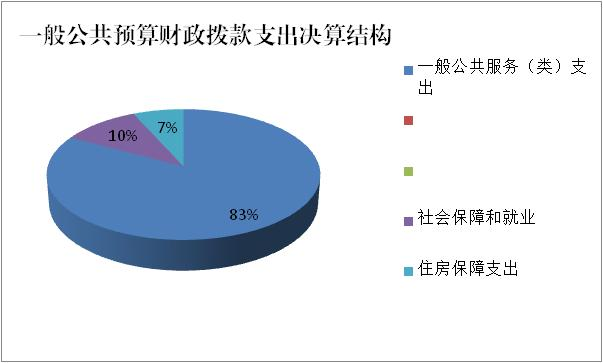 一般公共预算财政拨款支出决算结构
一般公共服务（类）支
出
7%
10%
83%
社会保障和就业
住房保障支出